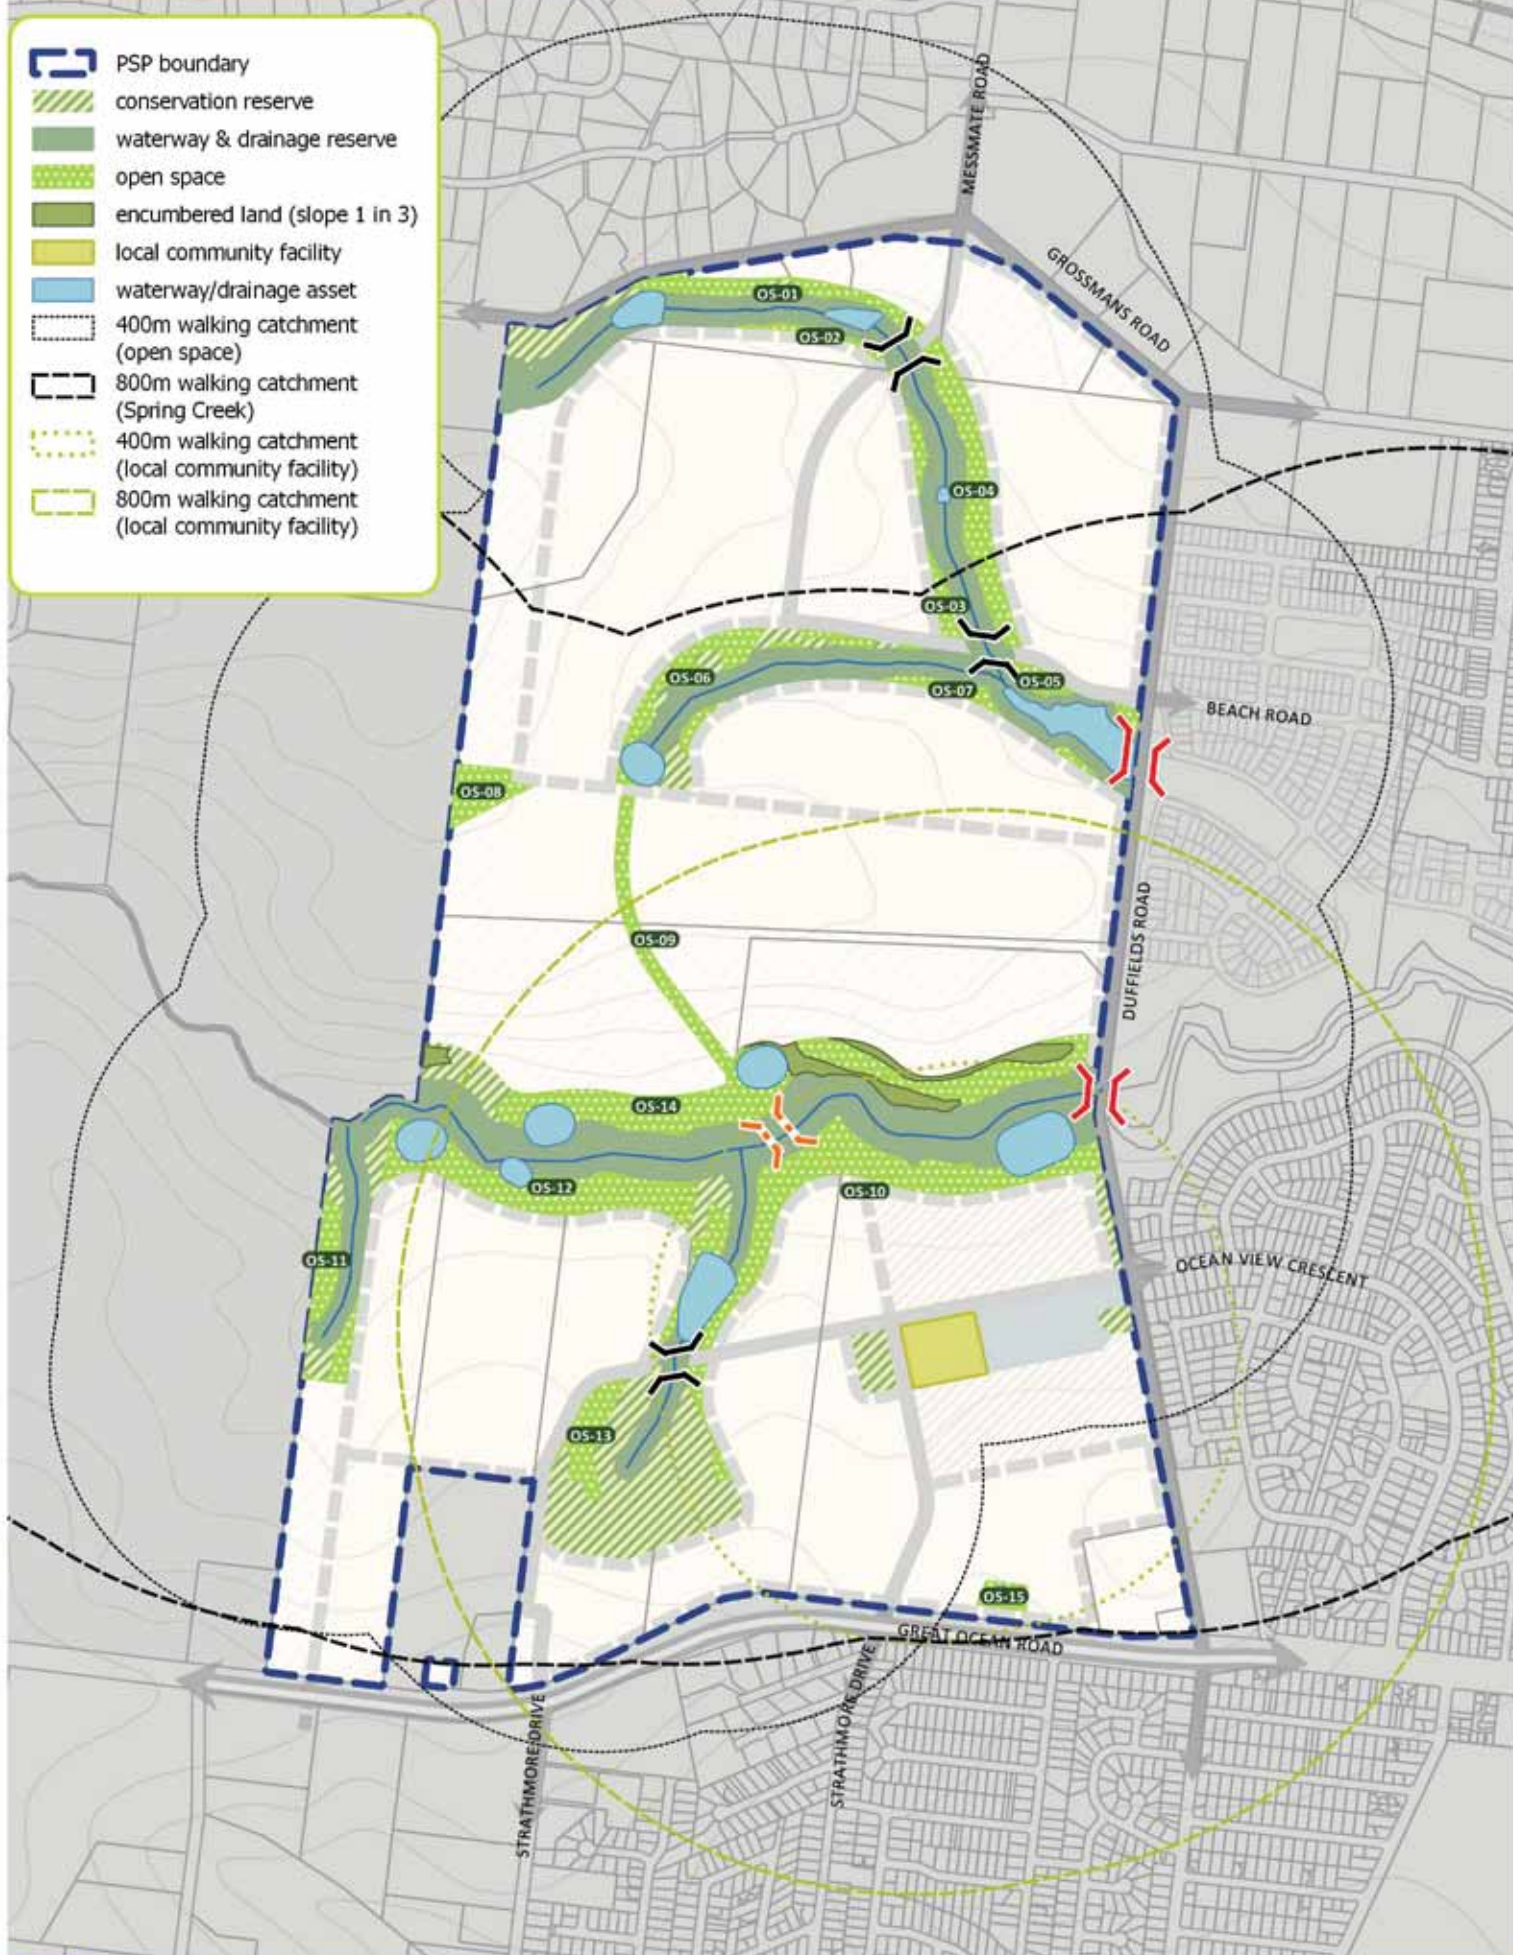 PSP boundary
conservation reserve
waterway & drainage reserve
open space
encumbered land (slope 1 in 3)
local community facility
waterway/drainage asset
400m walking catchment
(open space)
800m walking catchment
(Spring Creek)
400m walking catchment
(local community facility)
800m walking catchment
(local community facility)
MESSMATE ROAD
GROSSMANS ROAD
OS-01
OS-02
OS-04
OS-03
OS-06
OS-05
OS-07
BEACH ROAD
OS-08
OS-09
DUFFIELDS ROAD
OS-14
OS-12
OS-10
OS-11
OCEAN VIEW CRESCENT
OS-13
OS-15
GREAT OCEAN ROAD
STRATHMORE DRIVE
STRATHMORE DRIVE